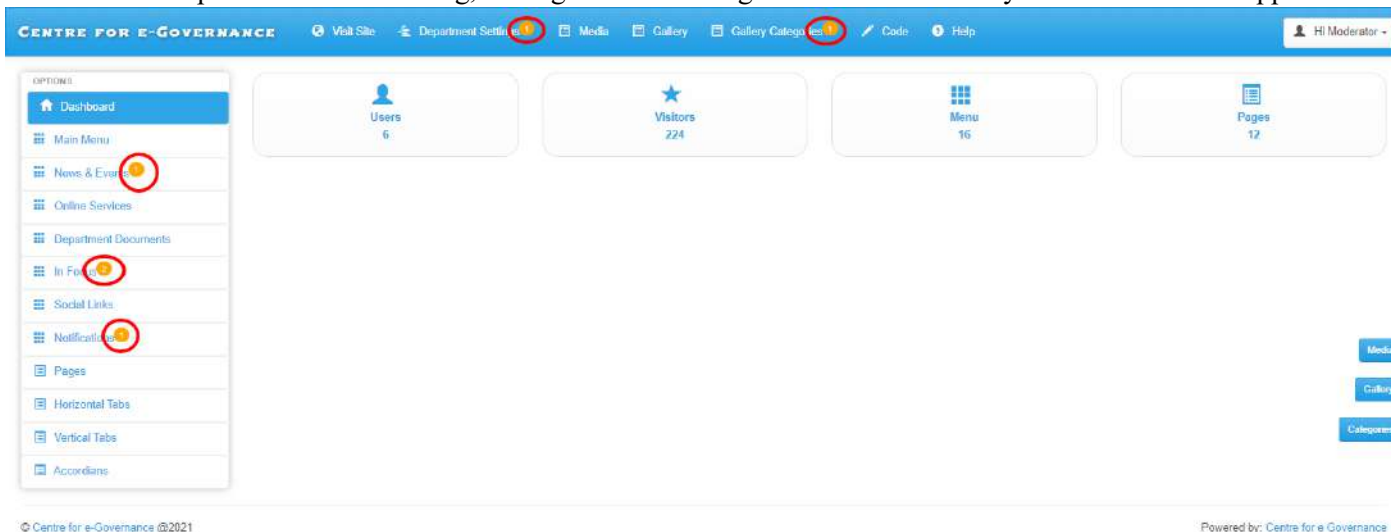 CENTRE FOR E-GOVERNANCE
Visit Site
Department Settings
Media
Gallery
Gallery Categories
Code
Help
Hi Moderator
OPTIONS
Dashboard
Main Menu
News & Events
Online Services
Department Documents
In Focus 2
Social Links
Notifications
Pages
Horizontal Tabs
Vertical Tabs
Accordians
Users
6
Visitors
224
Menu
16
Pages
12
Media
Gallery
Categories
© Centre for e-Governance @2021
Powered by: Centre for e Governance